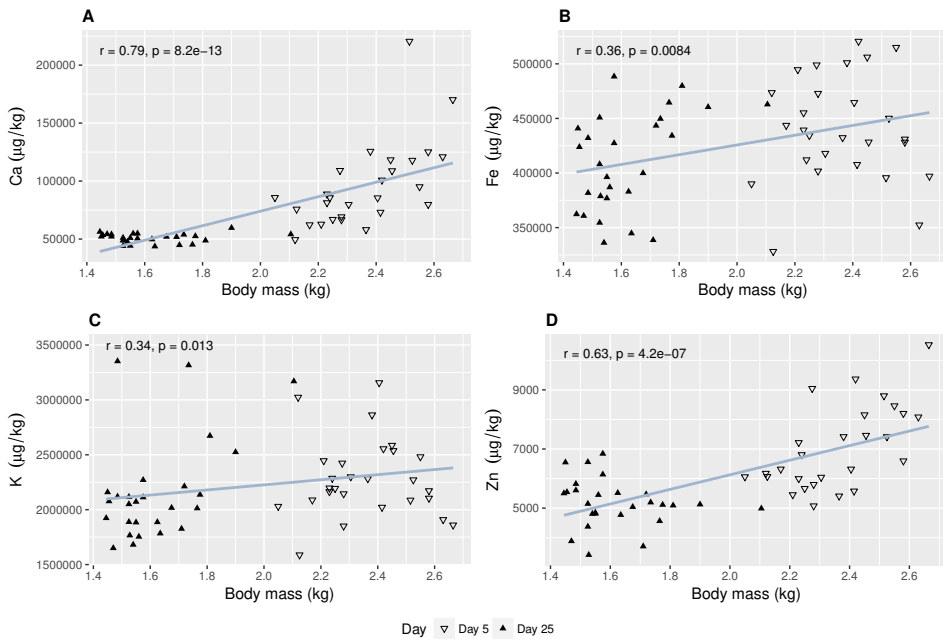 A
r = 0.79, p = 8.2e−13
Ca (μg/kg)
200000
150000
100000
50000
1.4 1.6 1.8 2.0 2.2 2.4 2.6
Body mass (kg)
B
r = 0.36, p = 0.0084
Fe (μg/kg)
500000
450000
400000
350000
1.4 1.6 1.8 2.0 2.2 2.4 2.6
Body mass (kg)
C
r = 0.34, p = 0.013
K (μg/kg)
3500000
3000000
2500000
2000000
1500000
1.4 1.6 1.8 2.0 2.2 2.4 2.6
Body mass (kg)
D
r = 0.63, p = 4.2e−07
Zn (μg/kg)
9000
7000
5000
1.4 1.6 1.8 2.0 2.2 2.4 2.6
Body mass (kg)
Day Day 5 Day 25